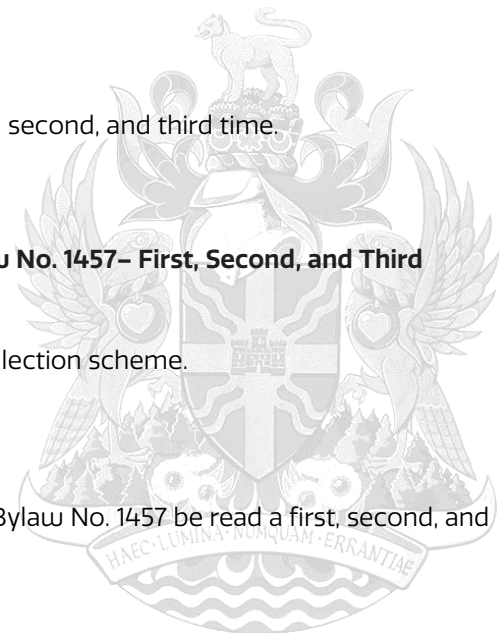 second, and third time.
No. 1457– First, Second, and Third
llection scheme.
Bylaw No. 1457 be read a first, second, and
HAEC·LUMINA·NUMQUAM·ERRANTIAE